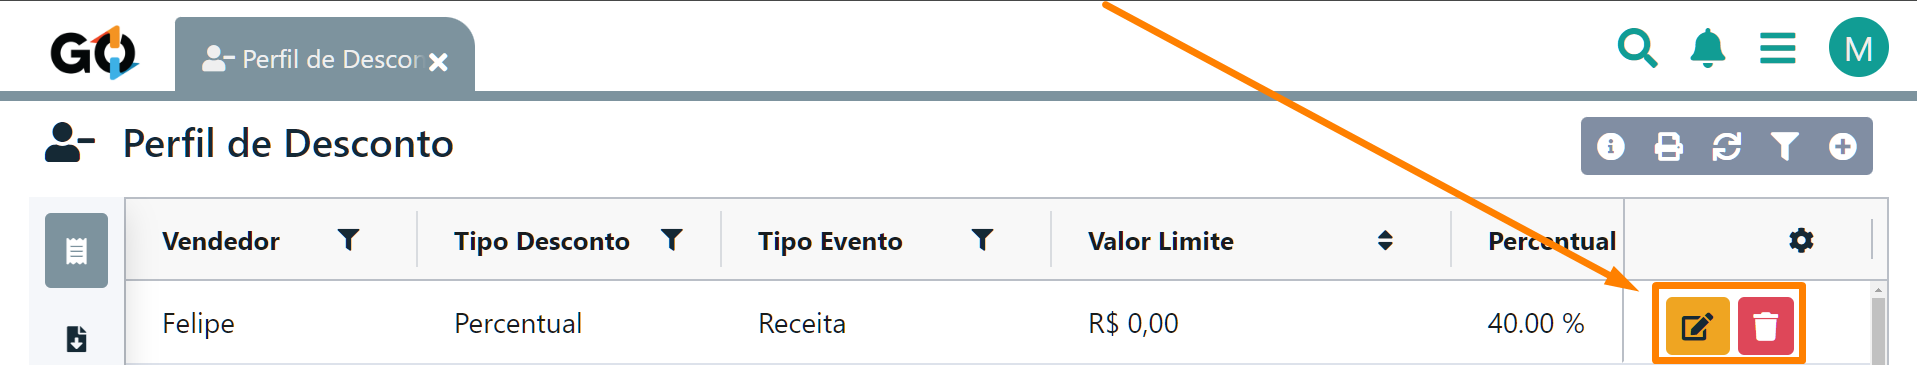 GO
Perfil de Descon
M
Perfil de Desconto
Vendedor Tipo Desconto Tipo Evento Valor Limite Percentual
Felipe Percentual Receita R$ 0,00 40.00 %